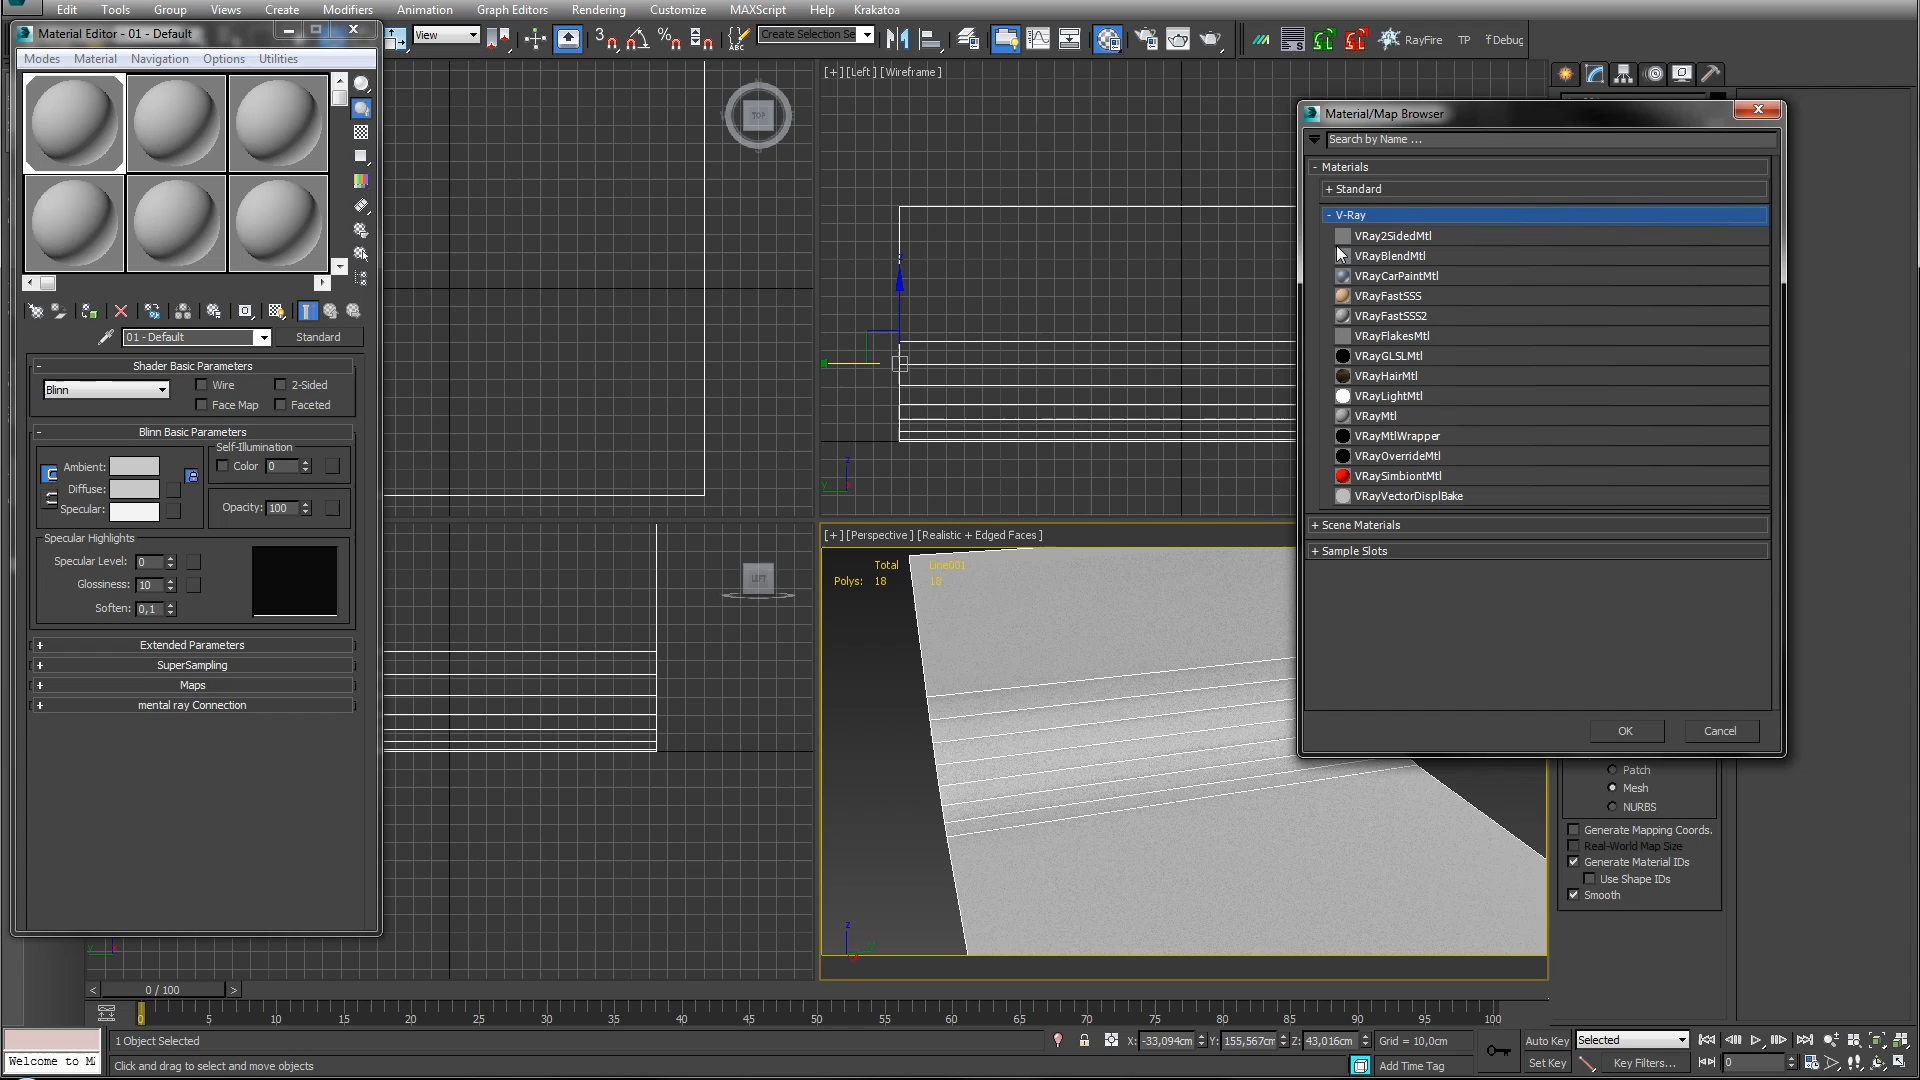 Edit Tools Group Views Create Modifiers Animation Graph Editors Rendering Customize MAXScript Help Krakatoa
Material Editor - 01 - Default
View
Create Selection Se
RayFire TP f Debug
Modes Material Navigation Options Utilities
01 - Default
Standard
- Shader Basic Parameters
Blinn
Wire
2-Sided
Face Map
Faceted
- Blinn Basic Parameters
Self-Illumination
Ambient:
Color 0
Diffuse:
Specular:
Opacity: 100
Specular Highlights
Specular Level: 0
Glossiness: 10
Soften: 0,1
+ Extended Parameters
+ SuperSampling
+ Maps
+ mental ray Connection
TOP
[+] [Left] [Wireframe]
LEFT
[+] [Perspective] [Realistic + Edged Faces]
Total Line001
Polys: 18 18
Material/Map Browser
Search by Name ...
- Materials
+ Standard
- V-Ray
VRay2SidedMtl
VRayBlendMtl
VRayCarPaintMtl
VRayFastSSS
VRayFastSSS2
VRayFlakesMtl
VRayGLSLMtl
VRayHairMtl
VRayLightMtl
VRayMtl
VRayMtlWrapper
VRayOverrideMtl
VRaySimbiontMtl
VRayVectorDisplBake
+ Scene Materials
+ Sample Slots
OK
Cancel
Patch
Mesh
NURBS
Generate Mapping Coords.
Real-World Map Size
Generate Material IDs
Use Shape IDs
Smooth
< 0 / 100 >
0 5 10 15 20 25 30 35 40 45 50 55 60 65 70 75 80 85 90 95 100
1 Object Selected
X: -33,094cm Y: 155,567cm Z: 43,016cm Grid = 10,0cm
Auto Key Selected
Welcome to MA
Click and drag to select and move objects
Add Time Tag
Set Key Key Filters... 0